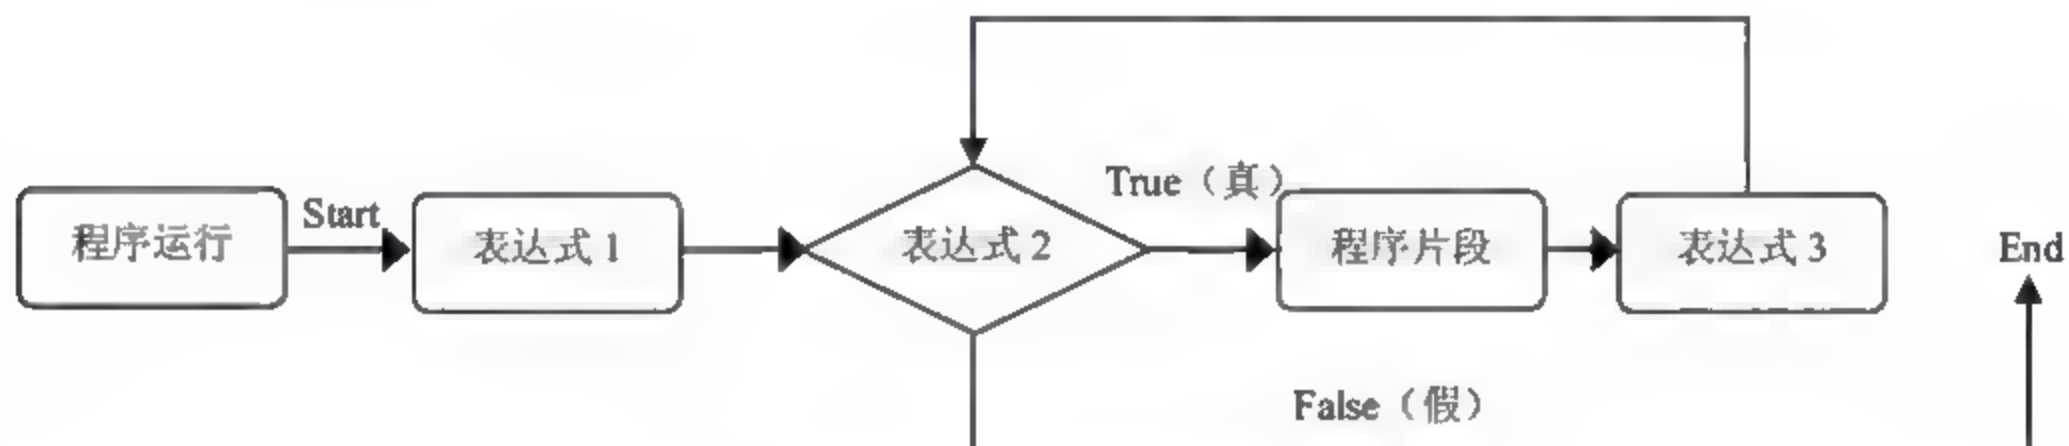 程序运行
Start
表达式 1
表达式 2
True（真）
程序片段
表达式 3
End
False（假）